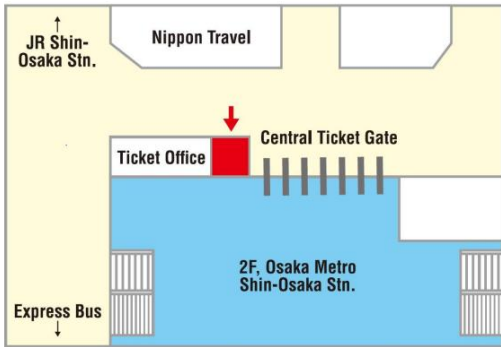 JR Shin-
Osaka Stn.
Nippon Travel
Ticket Office
Central Ticket Gate
2F, Osaka Metro
Shin-Osaka Stn.
Express Bus